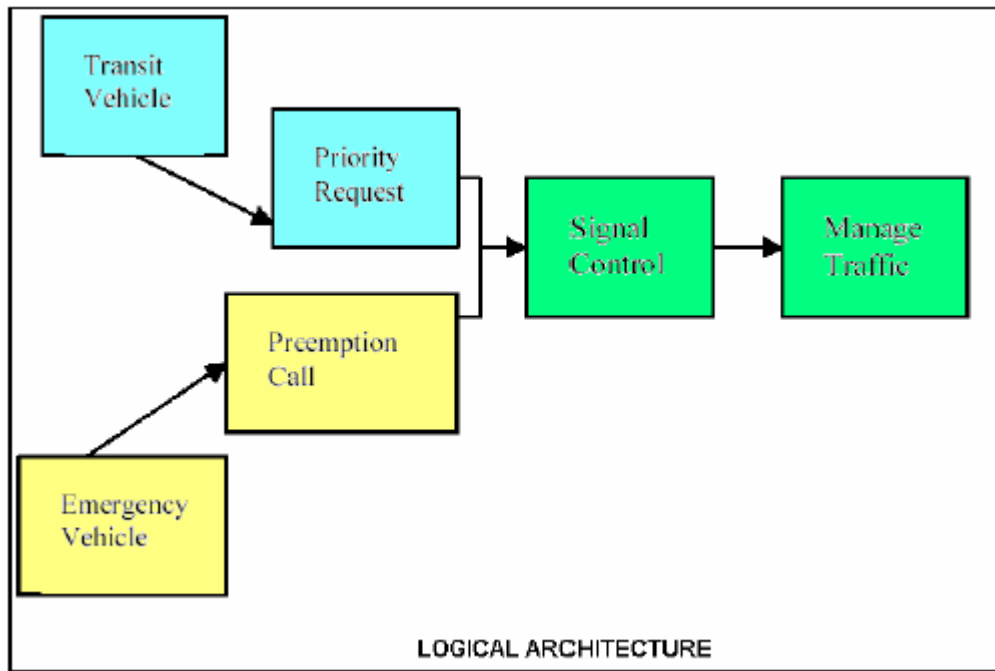 Transit
Vehicle
Priority
Request
Signal
Control
Manage
Traffic
Preemption
Call
Emergency
Vehicle
LOGICAL ARCHITECTURE